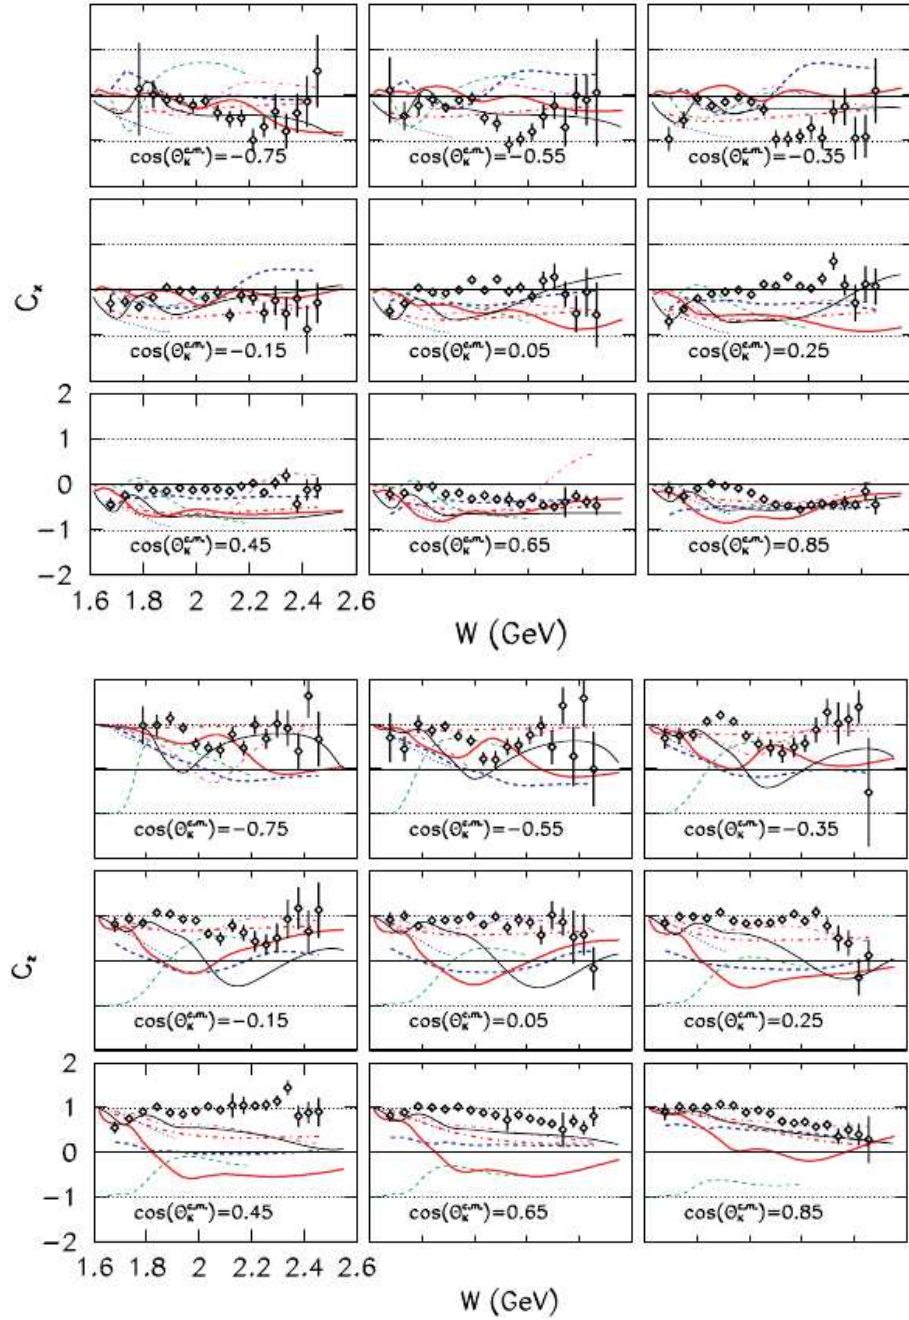 cos(Θ_K^c.m.)=−0.75
cos(Θ_K^c.m.)=−0.55
cos(Θ_K^c.m.)=−0.35
C_x
cos(Θ_K^c.m.)=−0.15
cos(Θ_K^c.m.)=0.05
cos(Θ_K^c.m.)=0.25
2
1
0
−1
−2
cos(Θ_K^c.m.)=0.45
cos(Θ_K^c.m.)=0.65
cos(Θ_K^c.m.)=0.85
1.6 1.8 2 2.2 2.4 2.6
W (GeV)
cos(Θ_K^c.m.)=−0.75
cos(Θ_K^c.m.)=−0.55
cos(Θ_K^c.m.)=−0.35
C_z
cos(Θ_K^c.m.)=−0.15
cos(Θ_K^c.m.)=0.05
cos(Θ_K^c.m.)=0.25
2
1
0
−1
−2
cos(Θ_K^c.m.)=0.45
cos(Θ_K^c.m.)=0.65
cos(Θ_K^c.m.)=0.85
1.6 1.8 2 2.2 2.4 2.6
W (GeV)